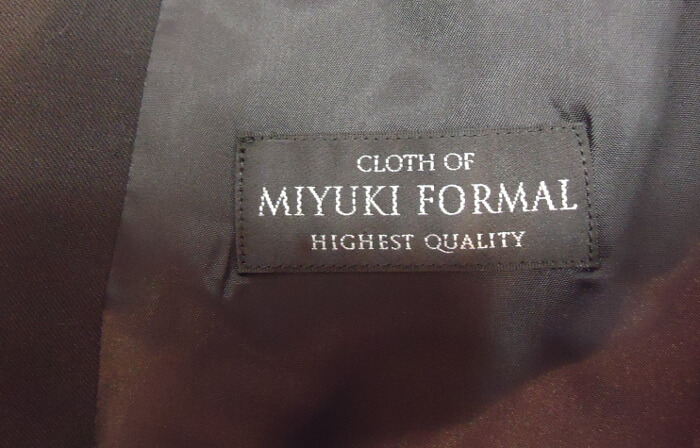 CLOTH OF
MIYUKI FORMAL
HIGHEST QUALITY